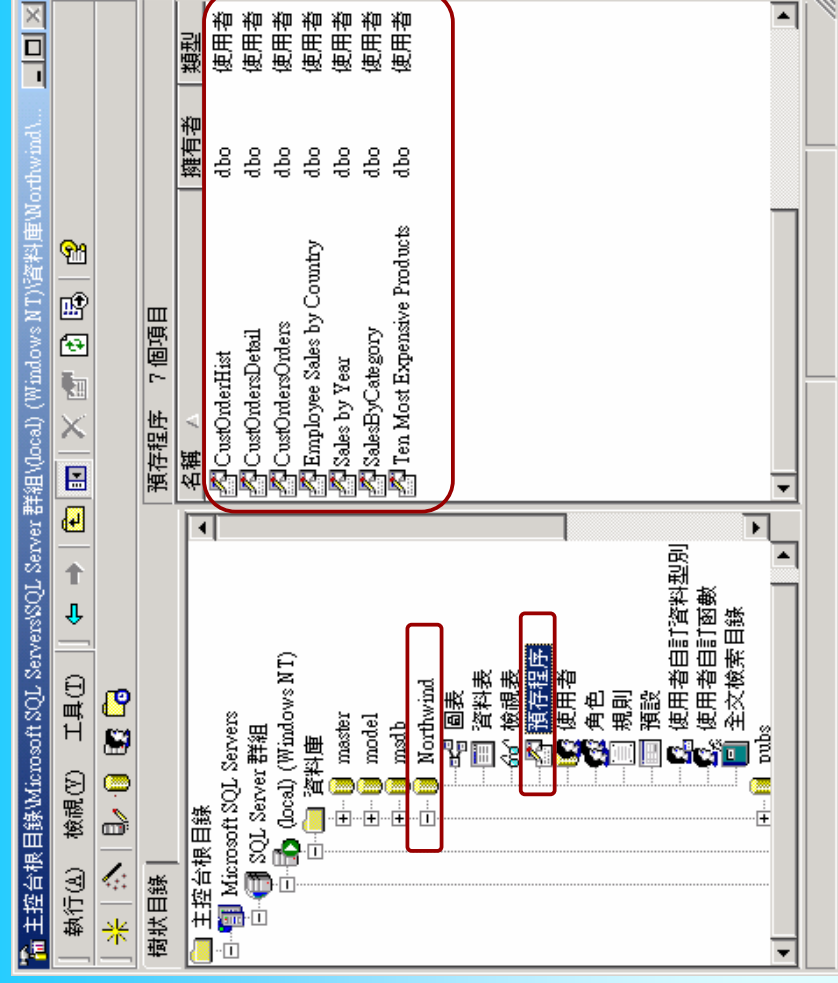 主控台根目錄\Microsoft SQL Servers\SQL Server 群組\(local) (Windows NT)\資料庫\Northwind\...
執行(A) 檢視(V) 工具(T)
樹狀目錄
主控台根目錄
Microsoft SQL Servers
SQL Server 群組
(local) (Windows NT)
資料庫
master
model
msdb
Northwind
圖表
資料表
檢視表
預存程序
使用者
角色
規則
預設
使用者自訂資料型別
使用者自訂函數
全文檢索目錄
pubs
預存程序 7 個項目
名稱 擁有者 類型
CustOrderHist dbo 使用者
CustOrdersDetail dbo 使用者
CustOrdersOrders dbo 使用者
Employee Sales by Country dbo 使用者
Sales by Year dbo 使用者
SalesByCategory dbo 使用者
Ten Most Expensive Products dbo 使用者